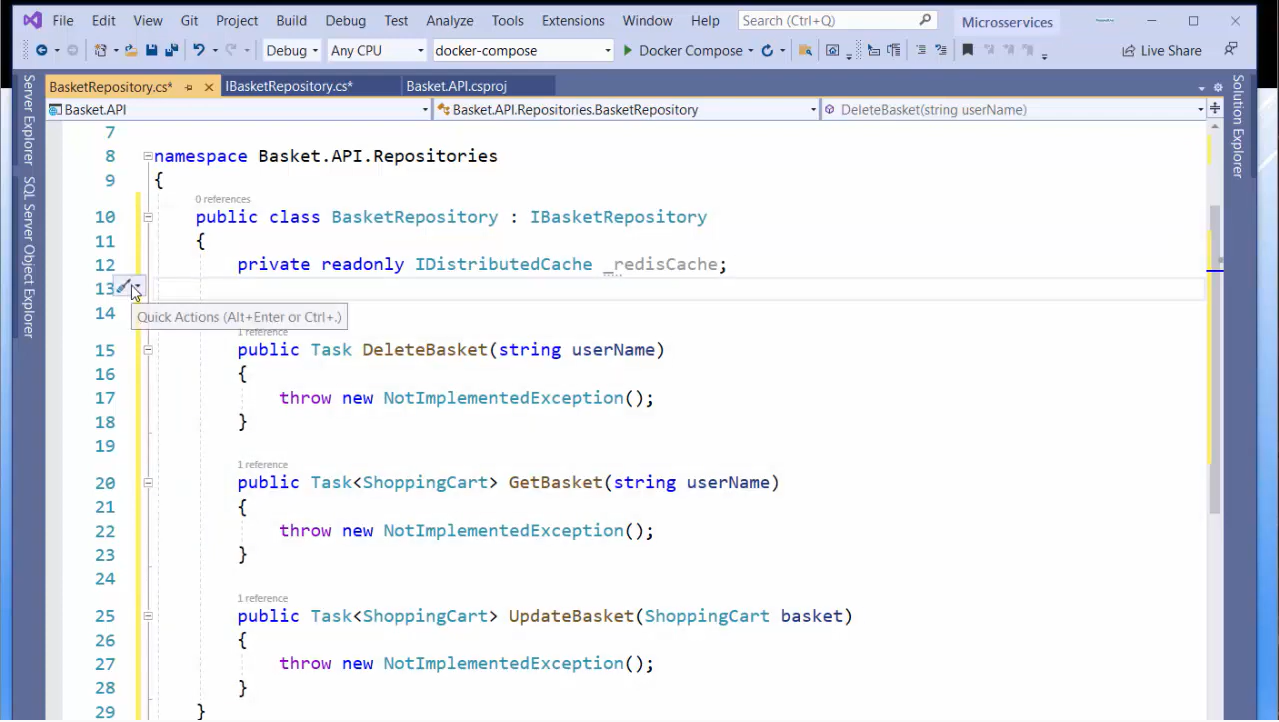 File Edit View Git Project Build Debug Test Analyze Tools Extensions Window Help Search (Ctrl+Q) Microservices
Debug Any CPU docker-compose Docker Compose Live Share
BasketRepository.cs* IBasketRepository.cs* Basket.API.csproj
Basket.API Basket.API.Repositories.BasketRepository DeleteBasket(string userName)
Server Explorer
SQL Server Object Explorer
Solution Explorer
7
8 namespace Basket.API.Repositories
9 {
0 references
10 public class BasketRepository : IBasketRepository
11 {
12 private readonly IDistributedCache _redisCache;
13
Quick Actions (Alt+Enter or Ctrl+.)
14
1 reference
15 public Task DeleteBasket(string userName)
16 {
17 throw new NotImplementedException();
18 }
19
1 reference
20 public Task<ShoppingCart> GetBasket(string userName)
21 {
22 throw new NotImplementedException();
23 }
24
1 reference
25 public Task<ShoppingCart> UpdateBasket(ShoppingCart basket)
26 {
27 throw new NotImplementedException();
28 }
29 }